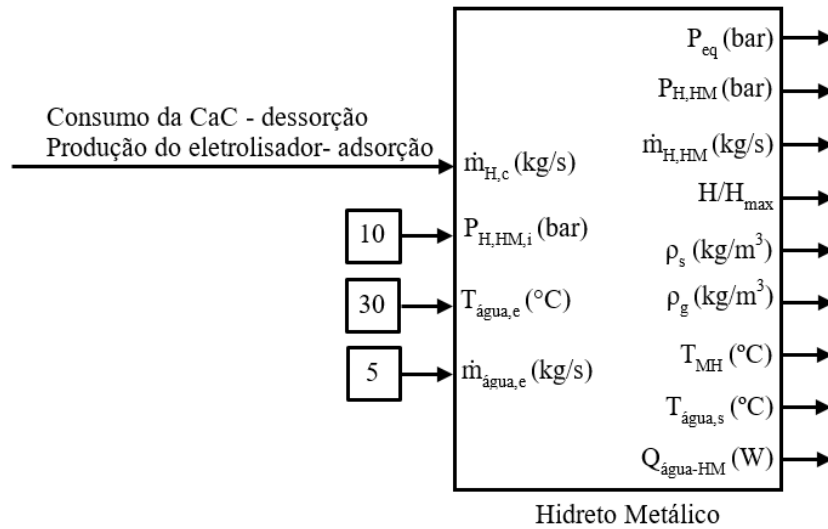 Consumo da CaC - dessorção
Produção do eletrolisador- adsorção
ṁH,c (kg/s)
10
PH,HM,i (bar)
30
Tágua,e (°C)
5
ṁágua,e (kg/s)
Peq (bar)
PH,HM (bar)
ṁH,HM (kg/s)
H/Hmax
ρs (kg/m³)
ρg (kg/m³)
TMH (ºC)
Tágua,s (ºC)
Qágua-HM (W)
Hidreto Metálico